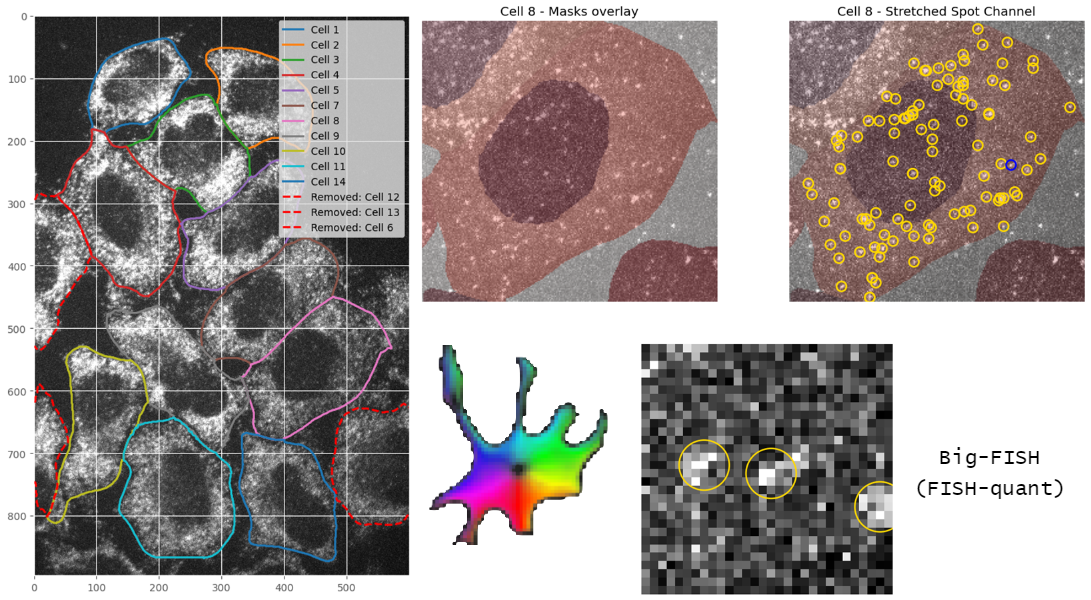 Cell 8 - Masks overlay
Cell 8 - Stretched Spot Channel
0
100
200
300
400
500
600
700
800
0
100
200
300
400
500
Cell 1
Cell 2
Cell 3
Cell 4
Cell 5
Cell 7
Cell 8
Cell 9
Cell 10
Cell 11
Cell 14
Removed: Cell 12
Removed: Cell 13
Removed: Cell 6
Big-FISH
(FISH-quant)